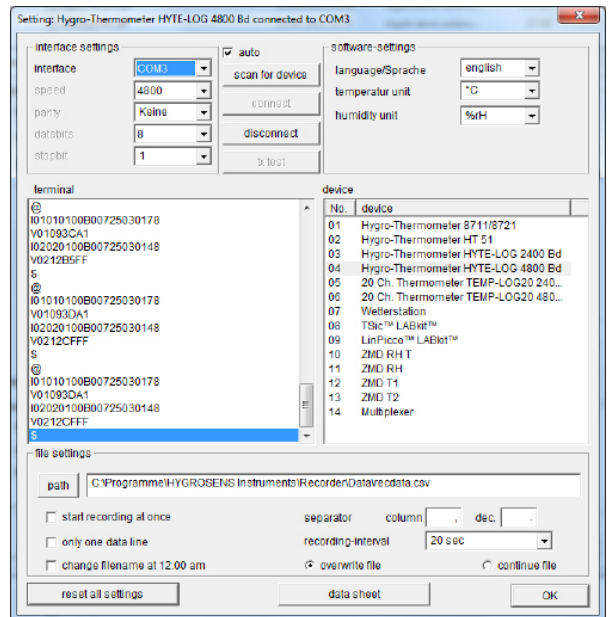 Setting: Hygro-Thermometer HYTE-LOG 4800 Bd connected to COM3
interface settings
interface COM3
speed 4800
parity Keine
databits 8
stopbit 1
auto
scan for device
connect
disconnect
tx test
software-settings
language/Sprache english
temperatur unit °C
humidity unit %rH
terminal
@
I01010100B00725030178
V01093CA1
I02020100B00725030148
V0212B5FF
$
@
I01010100B00725030178
V01093DA1
I02020100B00725030148
V0212CFFF
$
@
I01010100B00725030178
V01093DA1
I02020100B00725030148
V0212CFFF
$
device
No. device
01 Hygro-Thermometer 8711/8721
02 Hygro-Thermometer HT 51
03 Hygro-Thermometer HYTE-LOG 2400 Bd
04 Hygro-Thermometer HYTE-LOG 4800 Bd
05 20 Ch. Thermometer TEMP-LOG20 240...
06 20 Ch. Thermometer TEMP-LOG20 480...
07 Wetterstation
08 TSic™ LABkit™
09 LinPicco™ LABkit™
10 ZMD RH T
11 ZMD RH
12 ZMD T1
13 ZMD T2
14 Multiplexer
file settings
path C:\Programme\HYGROSENS Instruments\Recorder\Data\recdata.csv
start recording at once
only one data line
change filename at 12:00 am
separator column , dec. .
recording-interval 20 sec
overwrite file continue file
reset all settings data sheet OK